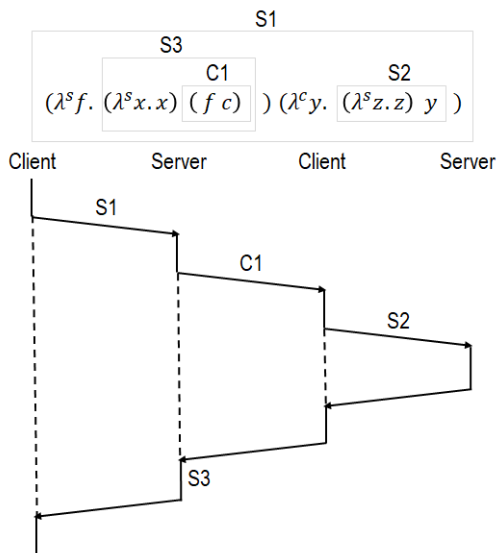 S1
S3
C1 S2
(λˢf. (λˢx.x) (f c) ) (λᶜy. (λˢz.z) y )
Client Server Client Server
S1
C1
S2
S3